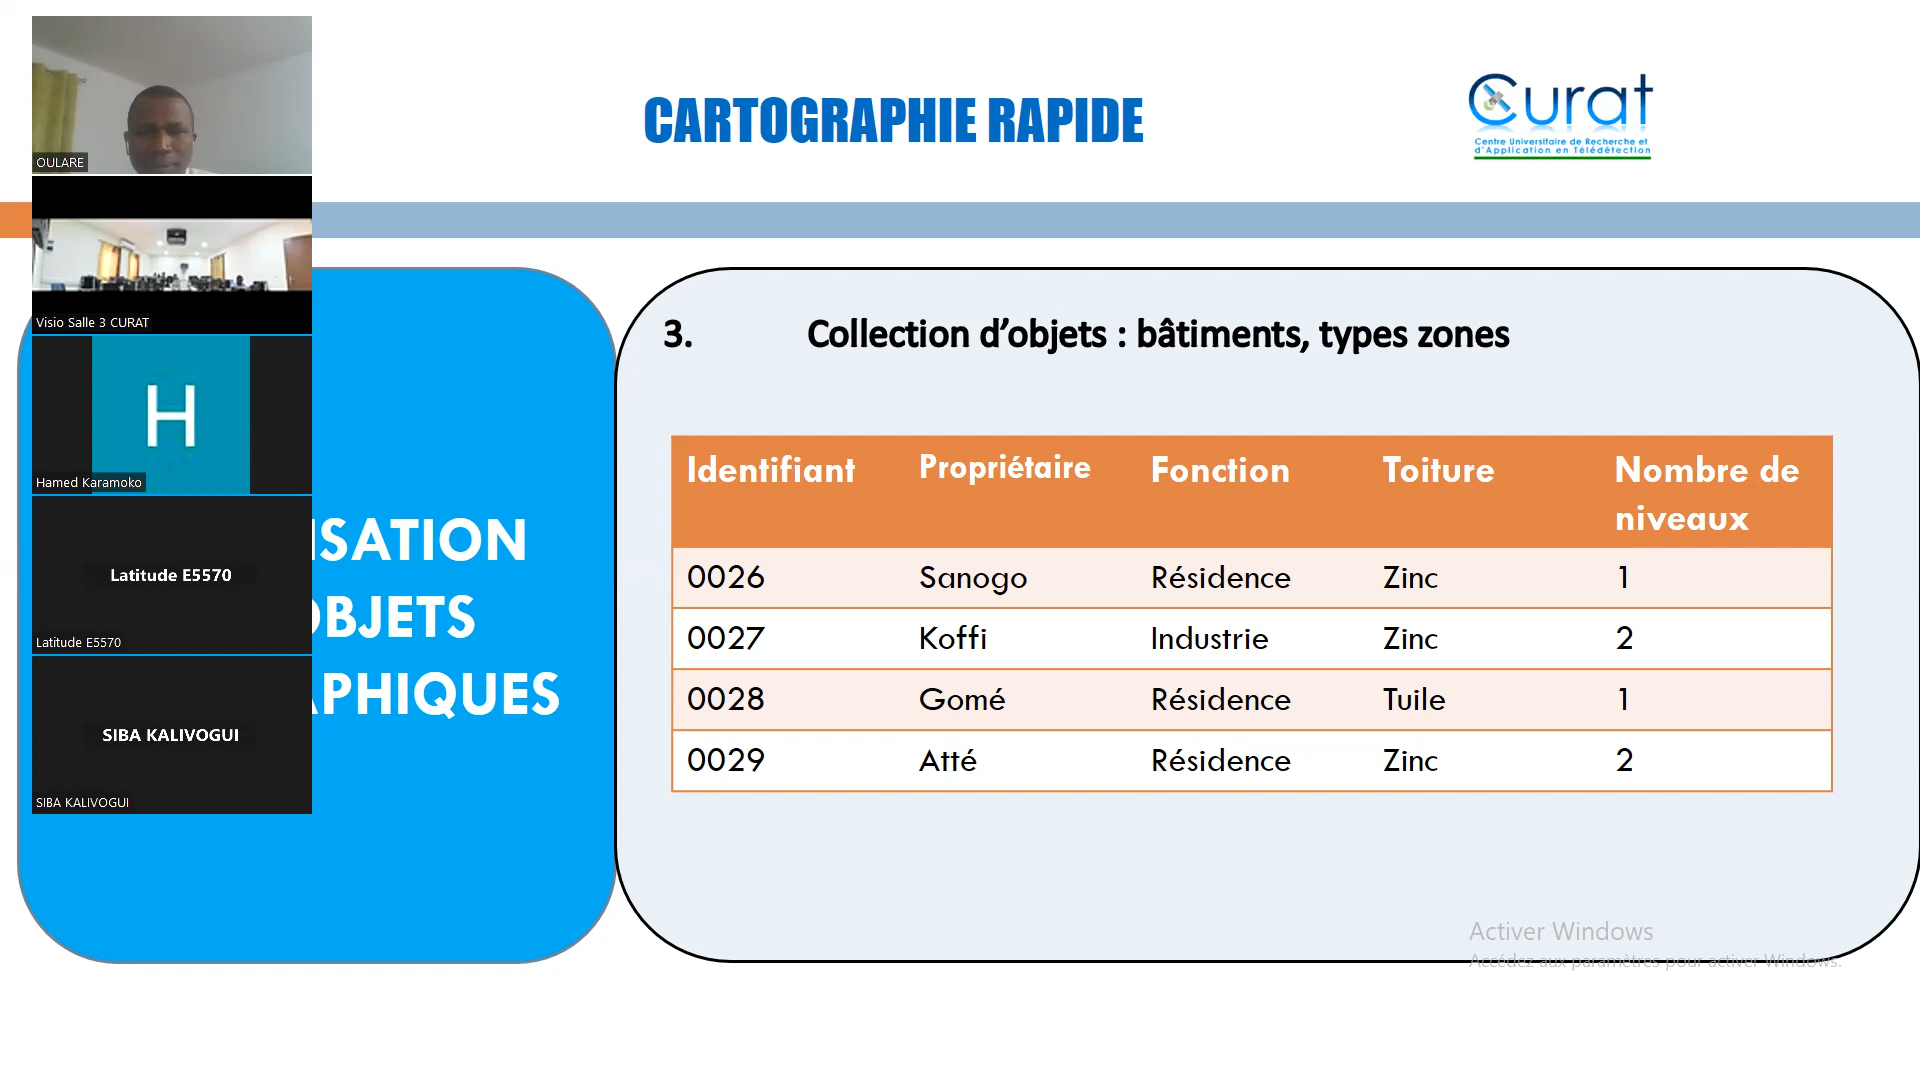 CARTOGRAPHIE RAPIDE
Curat
Centre Universitaire de Recherche et
d'Application en Télédétection
OULARE
Visio Salle 3 CURAT
H
Hamed Karamoko
Latitude E5570
Latitude E5570
SIBA KALIVOGUI
SIBA KALIVOGUI
ISATION
OBJETS
APHIQUES
3. Collection d’objets : bâtiments, types zones
Identifiant Propriétaire Fonction Toiture Nombre de
niveaux
0026 Sanogo Résidence Zinc 1
0027 Koffi Industrie Zinc 2
0028 Gomé Résidence Tuile 1
0029 Atté Résidence Zinc 2
Activer Windows
Accédez aux paramètres pour activer Windows.